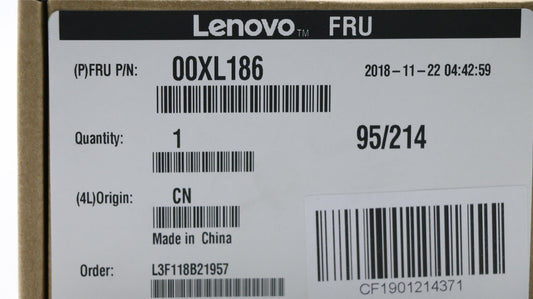 Lenovo™ FRU
(P)FRU P/N: 00XL186 2018-11-22 04:42:59
Quantity: 1 95/214
(4L)Origin: CN
Made in China
Order: L3F118B21957
CF1901214371